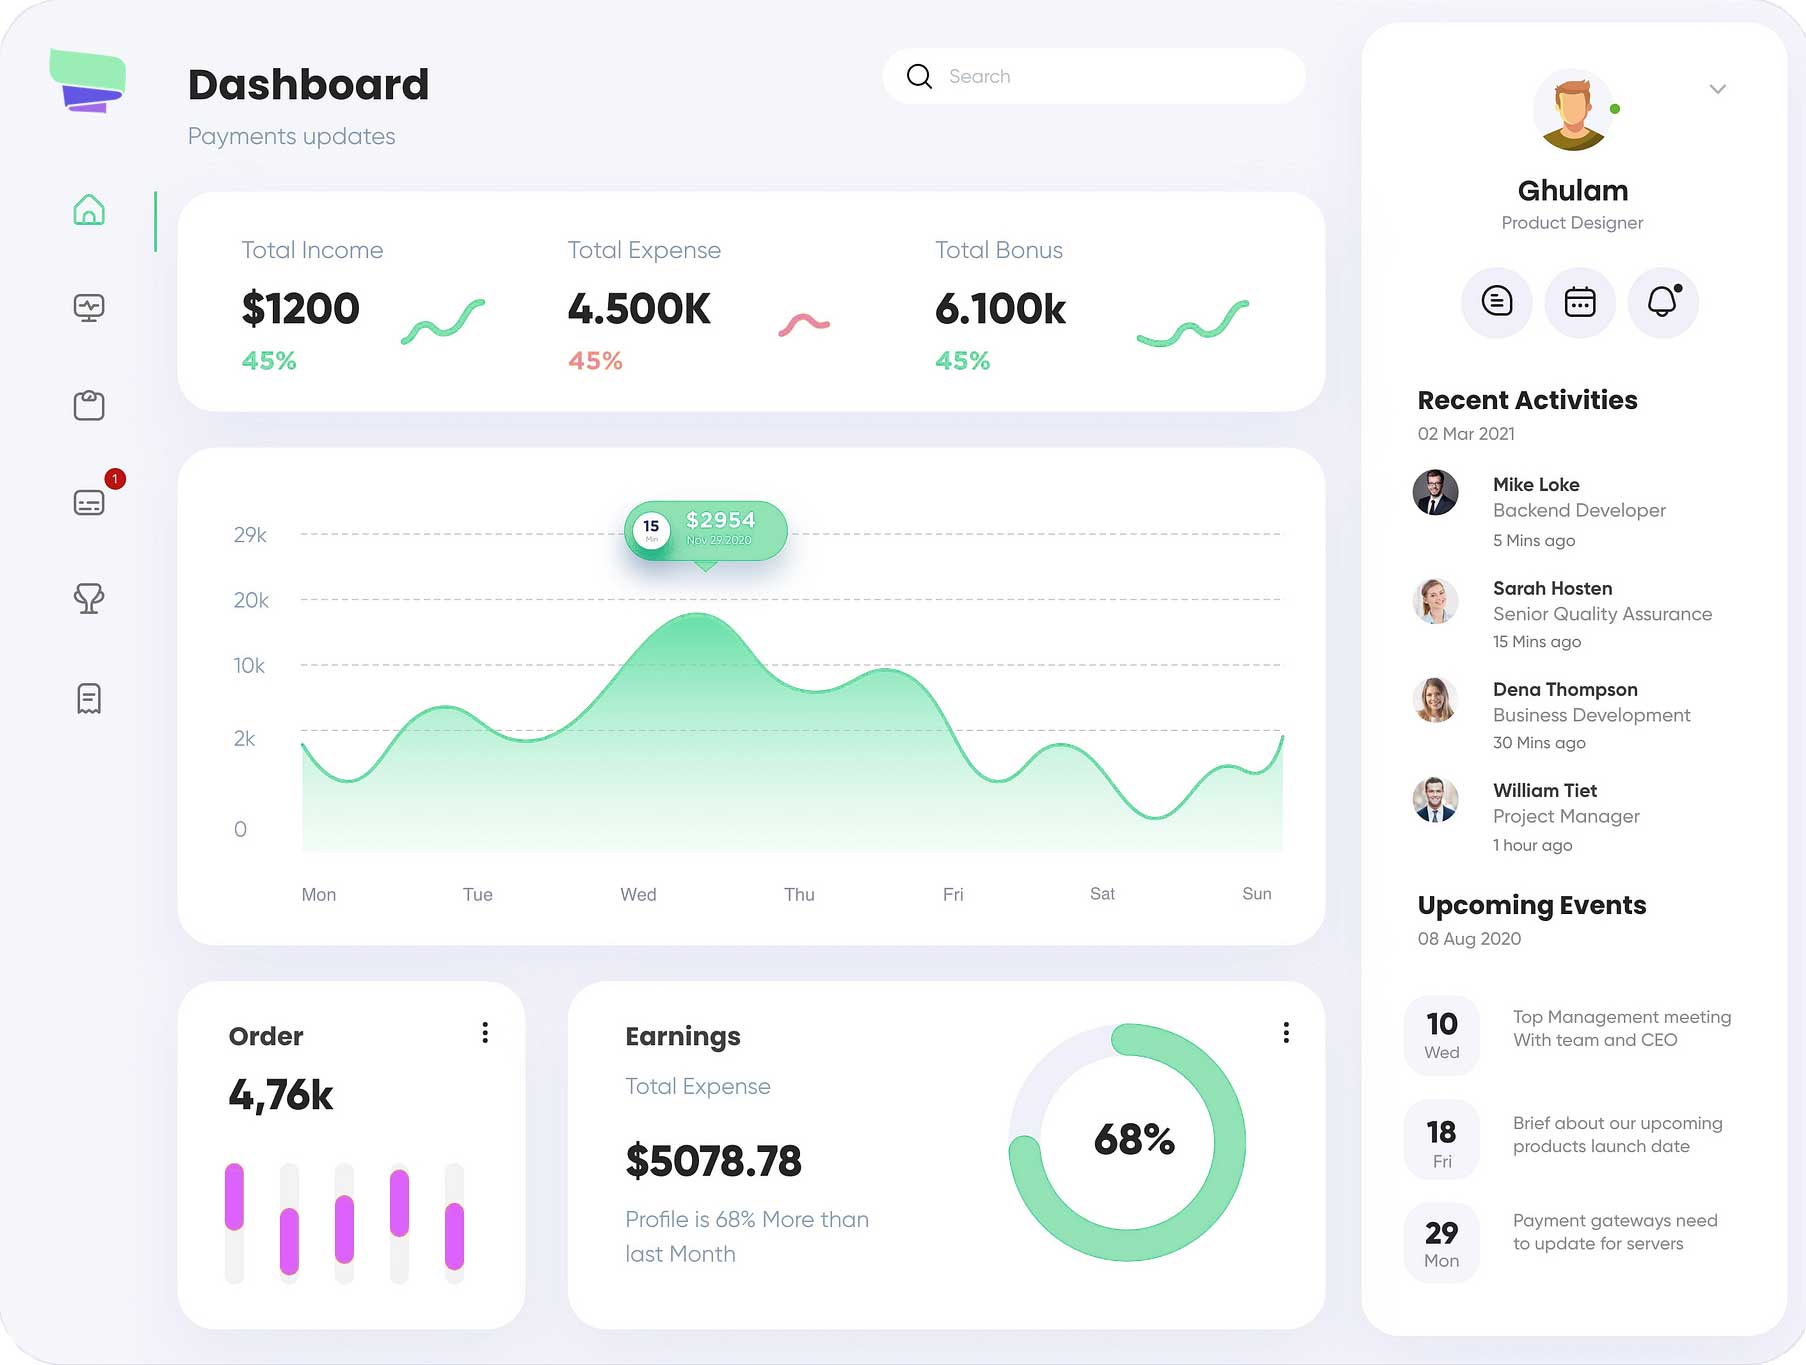 Dashboard
Payments updates
Search
Total Income
$1200
45%
Total Expense
4.500K
45%
Total Bonus
6.100k
45%
29k
20k
10k
2k
0
15
Min
$2954
Nov 29 2020
Mon
Tue
Wed
Thu
Fri
Sat
Sun
1
Order
4,76k
Earnings
Total Expense
$5078.78
Profile is 68% More than
last Month
68%
Ghulam
Product Designer
Recent Activities
02 Mar 2021
Mike Loke
Backend Developer
5 Mins ago
Sarah Hosten
Senior Quality Assurance
15 Mins ago
Dena Thompson
Business Development
30 Mins ago
William Tiet
Project Manager
1 hour ago
Upcoming Events
08 Aug 2020
10
Wed
Top Management meeting
With team and CEO
18
Fri
Brief about our upcoming
products launch date
29
Mon
Payment gateways need
to update for servers